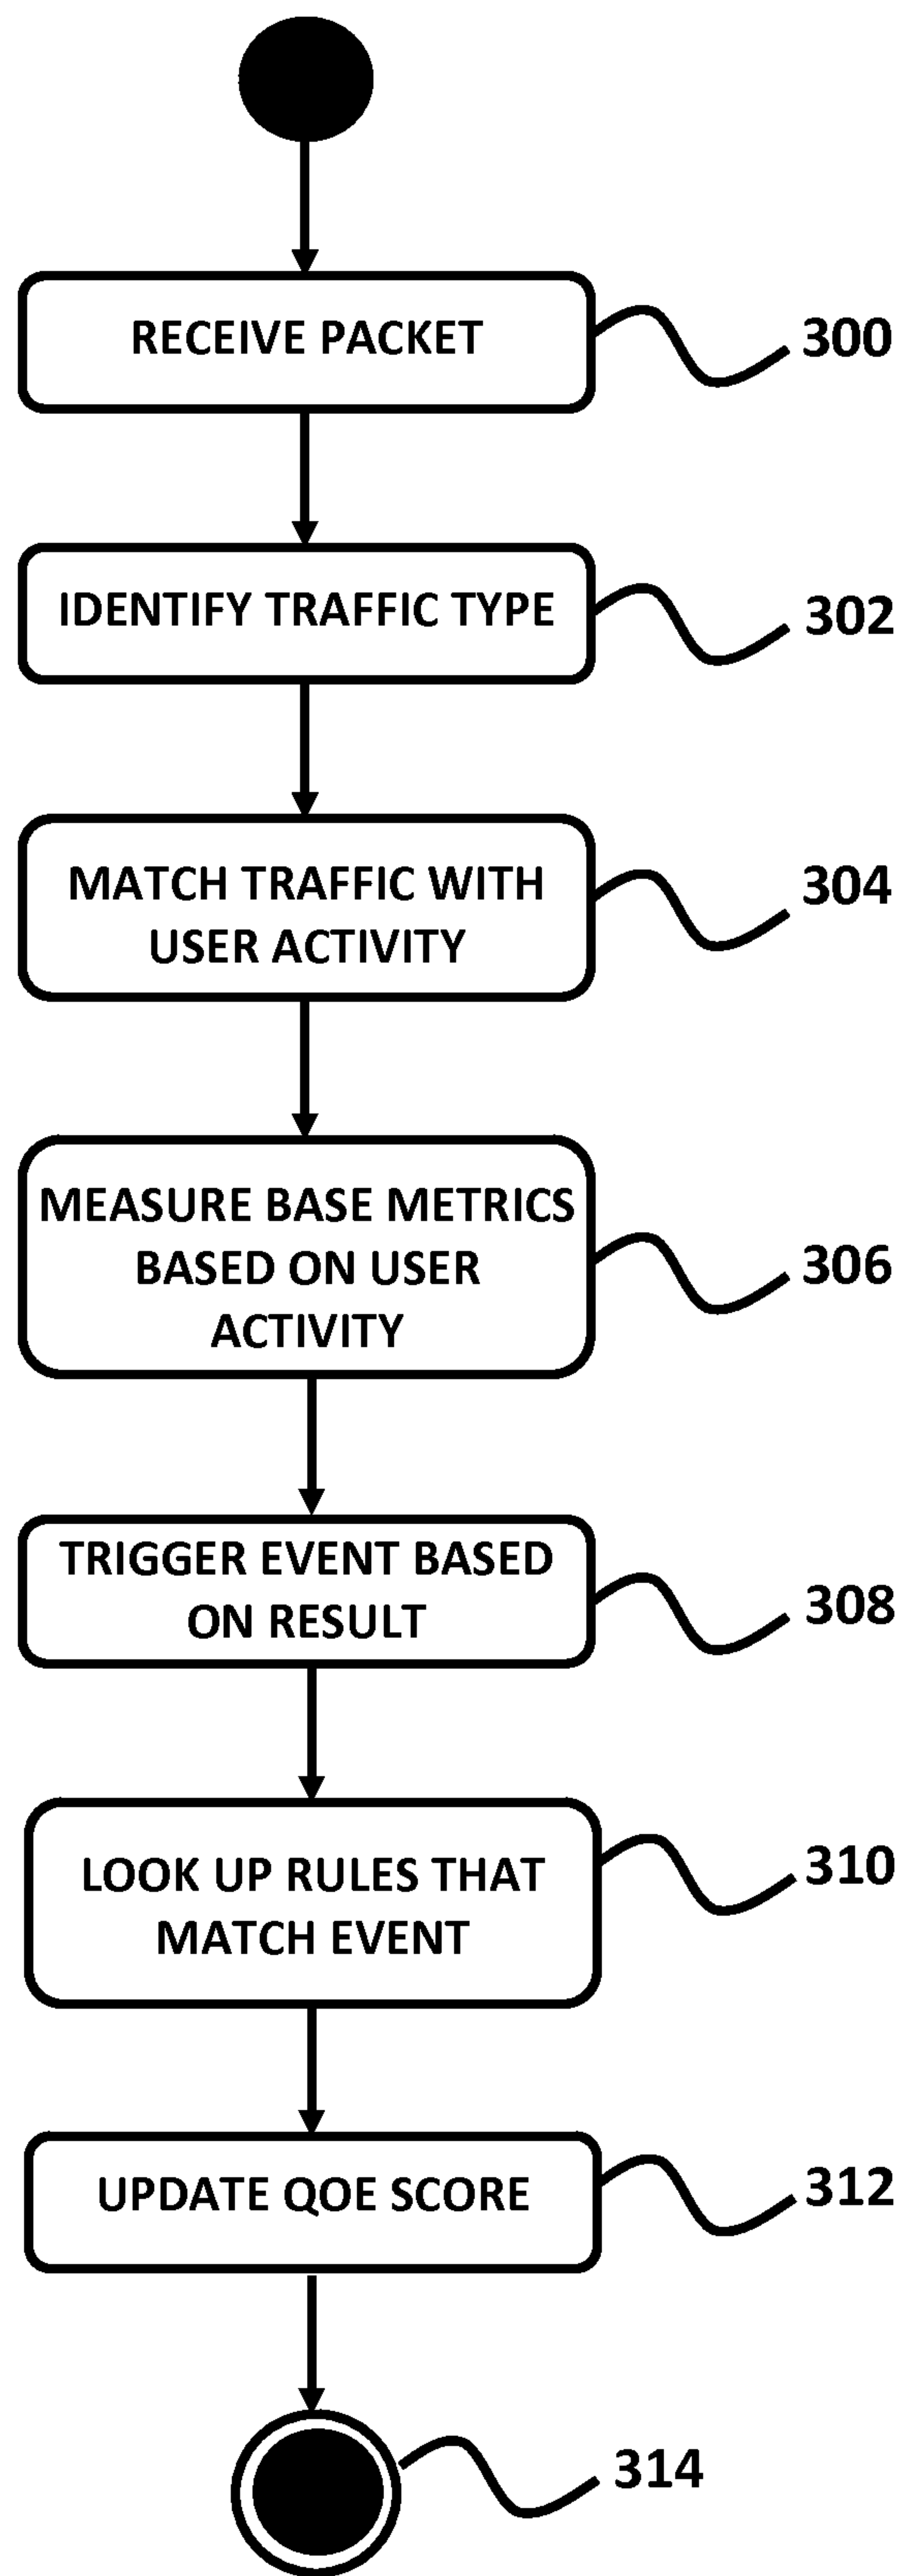 RECEIVE PACKET
300
IDENTIFY TRAFFIC TYPE
302
MATCH TRAFFIC WITH
USER ACTIVITY
304
MEASURE BASE METRICS
BASED ON USER
ACTIVITY
306
TRIGGER EVENT BASED
ON RESULT
308
LOOK UP RULES THAT
MATCH EVENT
310
UPDATE QOE SCORE
312
314